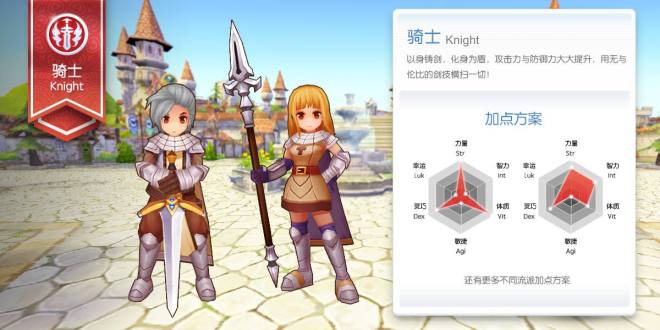 骑士
Knight
骑士 Knight
以身铸剑，化身为盾，攻击力与防御力大大提升，用无与
伦比的剑技横扫一切！
加点方案
力量
Str
幸运
Luk
智力
Int
灵巧
Dex
体质
Vit
敏捷
Agi
力量
Str
幸运
Luk
智力
Int
灵巧
Dex
体质
Vit
敏捷
Agi
还有更多不同流派加点方案